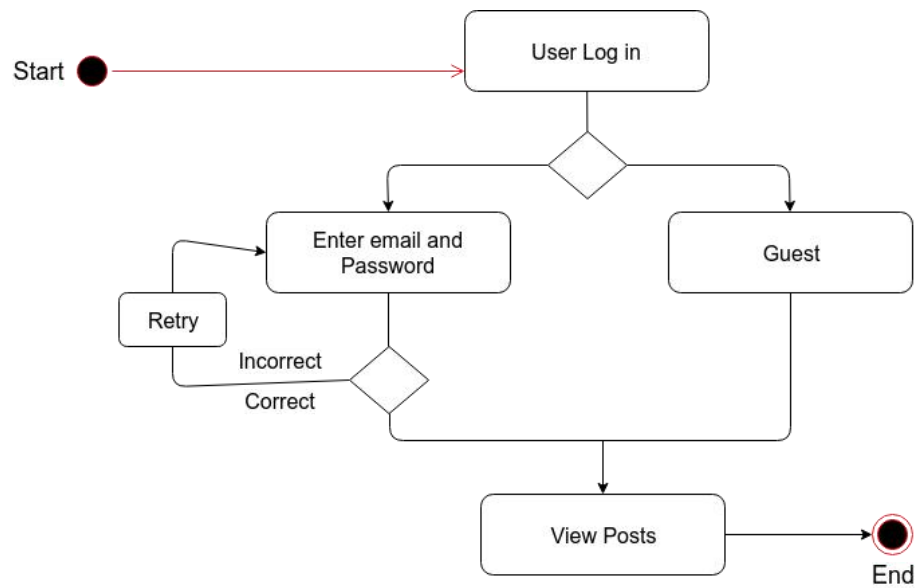 User Log in
Start
Enter email and
Password
Guest
Retry
Incorrect
Correct
View Posts
End